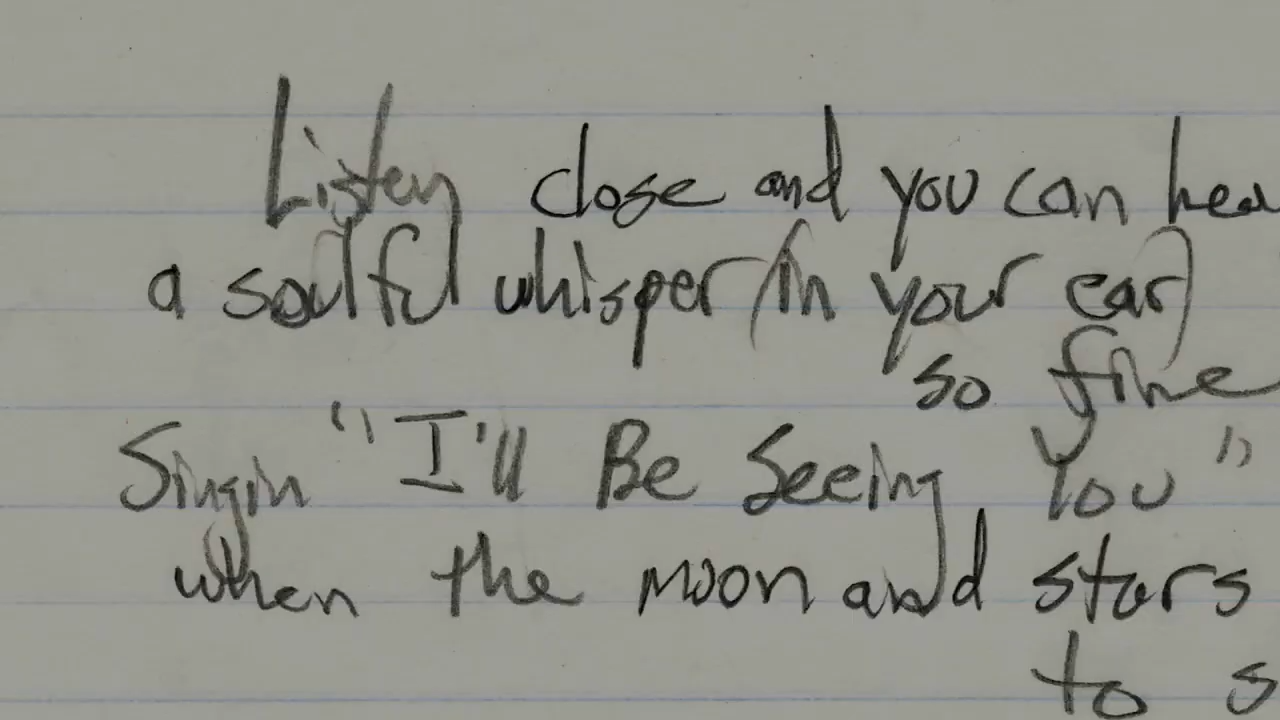 Listen close and you can hea
a soulful whisper (in your ear)
so fine
Singin "I'll Be Seeing You"
when the moon and stars
to s